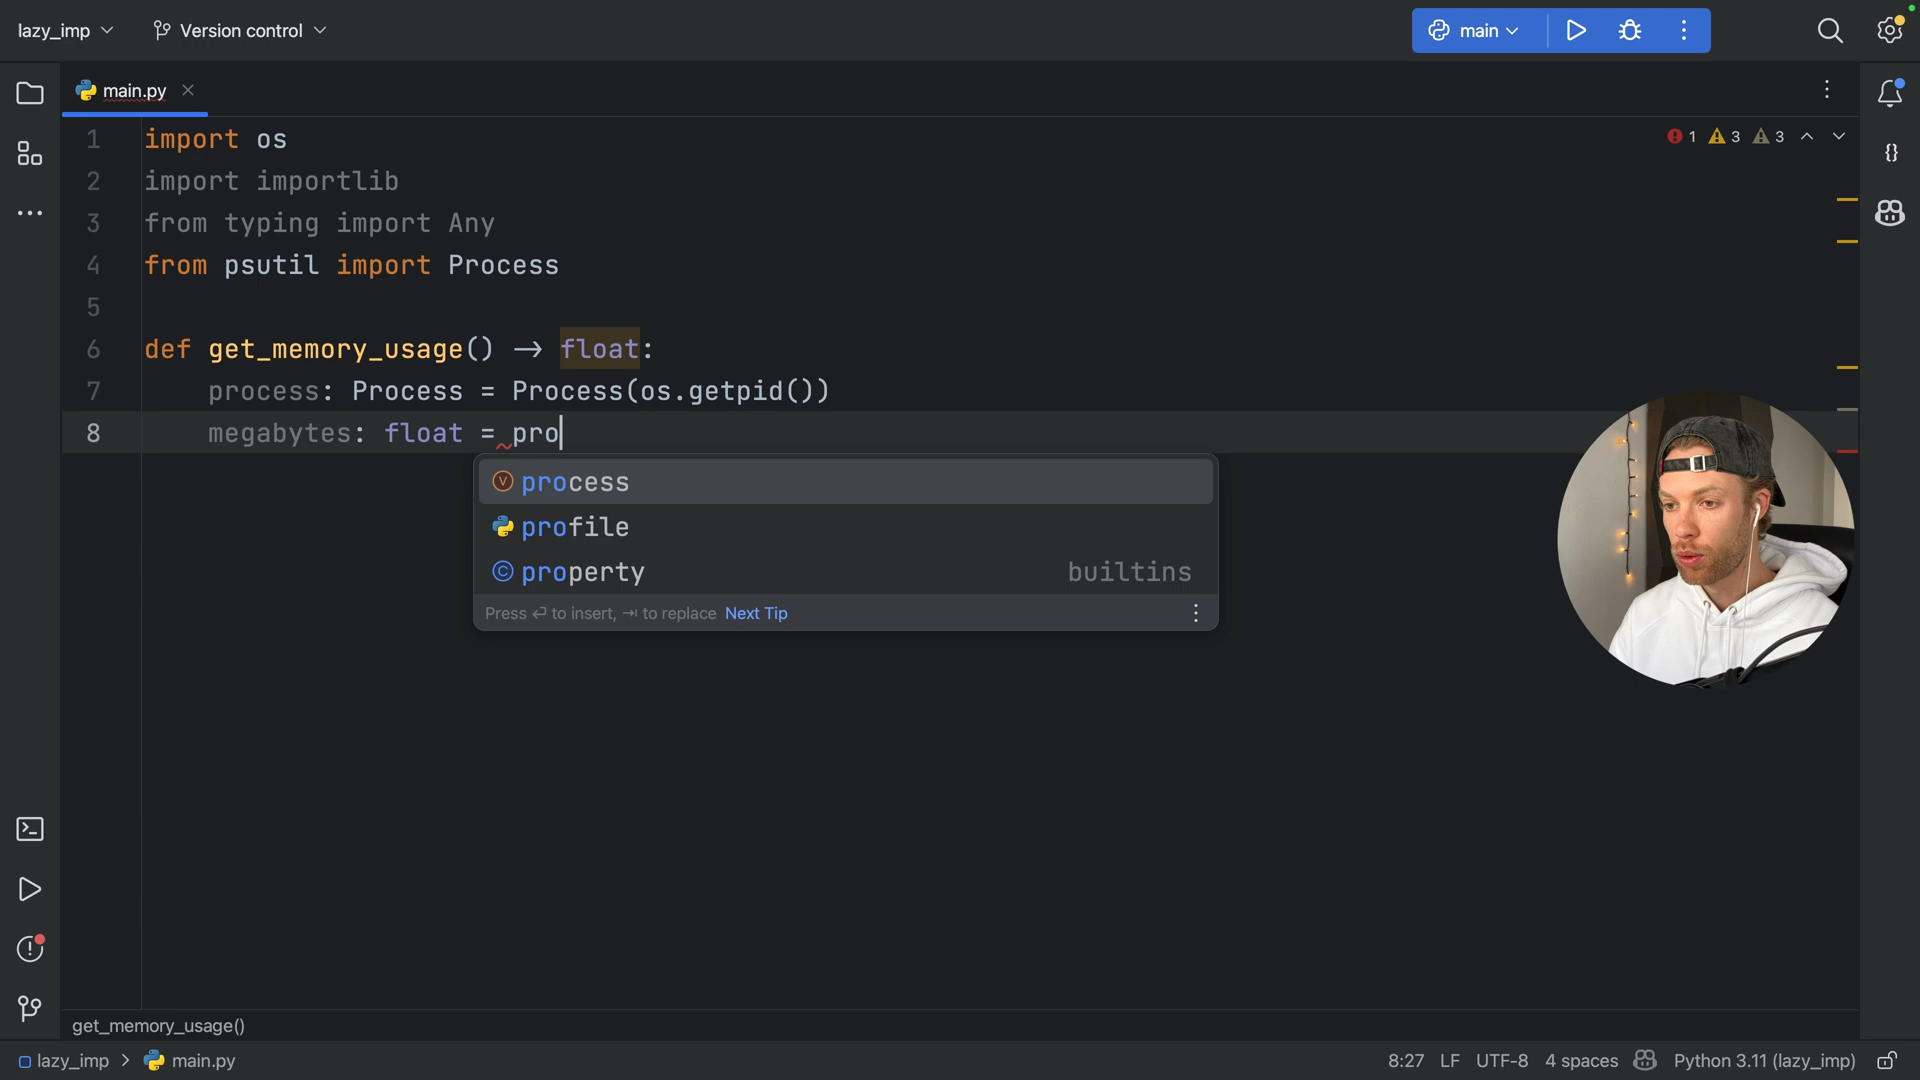 lazy_imp
Version control
main
main.py
1 import os
2 import importlib
3 from typing import Any
4 from psutil import Process
5
6 def get_memory_usage() → float:
7 process: Process = Process(os.getpid())
8 megabytes: float = pro
1 3 3
process
profile
property builtins
Press ⏎ to insert, ⇥ to replace Next Tip
get_memory_usage()
lazy_imp > main.py
8:27 LF UTF-8 4 spaces Python 3.11 (lazy_imp)